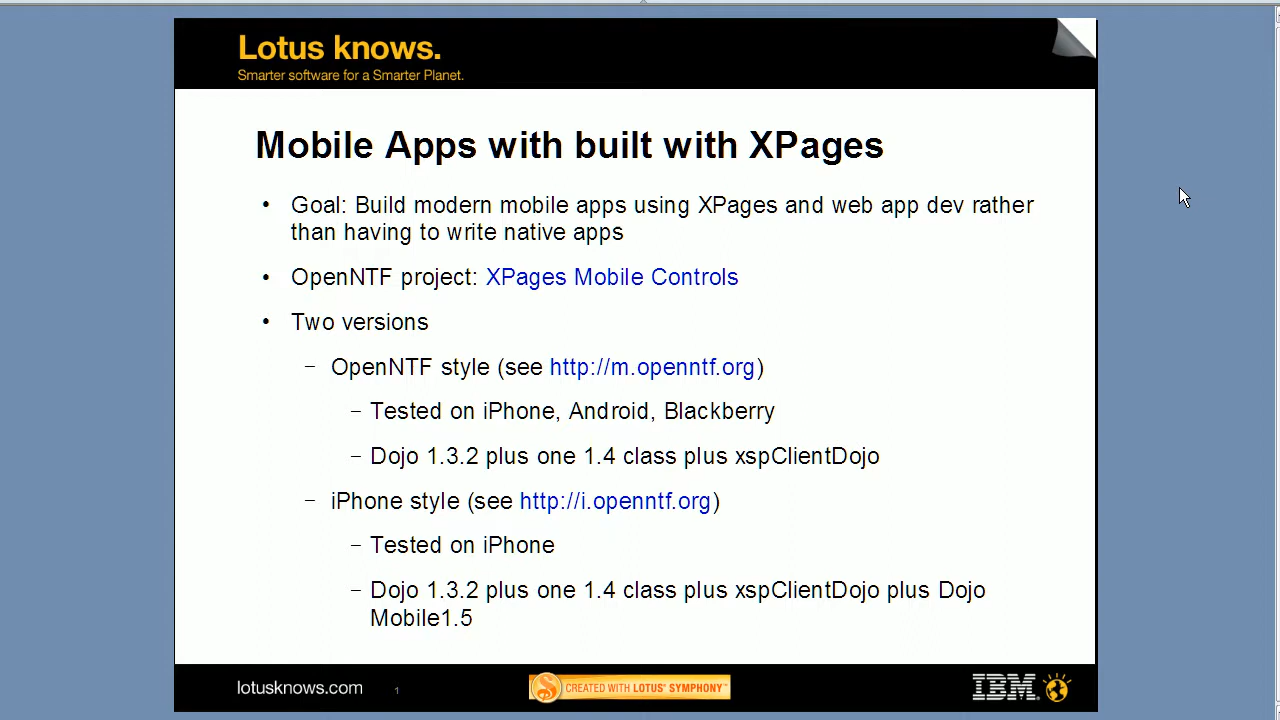 Lotus knows.
Smarter software for a Smarter Planet.
Mobile Apps with built with XPages
• Goal: Build modern mobile apps using XPages and web app dev rather
than having to write native apps
• OpenNTF project: XPages Mobile Controls
• Two versions
– OpenNTF style (see http://m.openntf.org)
– Tested on iPhone, Android, Blackberry
– Dojo 1.3.2 plus one 1.4 class plus xspClientDojo
– iPhone style (see http://i.openntf.org)
– Tested on iPhone
– Dojo 1.3.2 plus one 1.4 class plus xspClientDojo plus Dojo
Mobile1.5
lotusknows.com 1 CREATED WITH LOTUS® SYMPHONY™ IBM